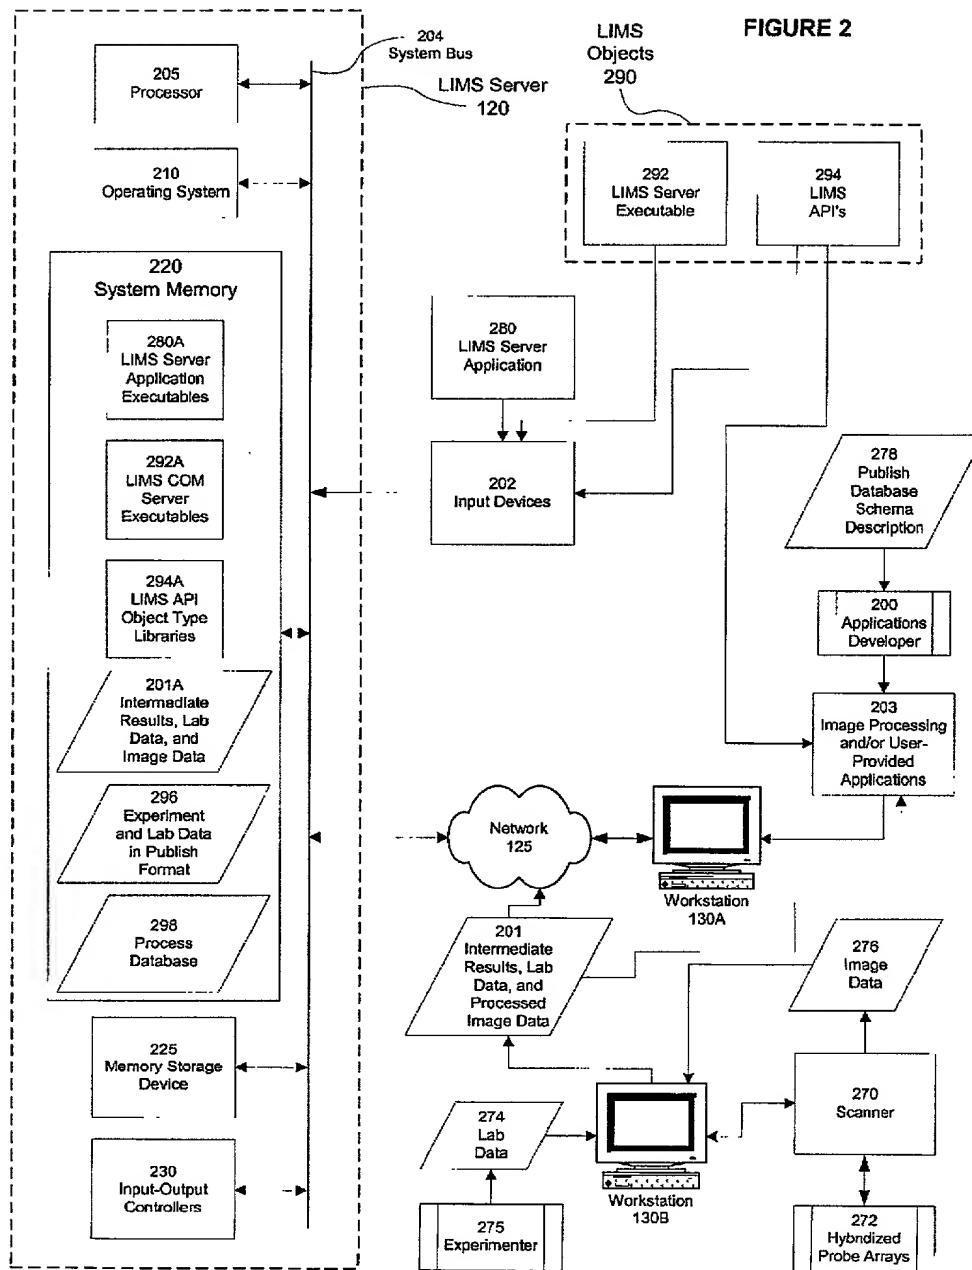 FIGURE 2
204
System Bus
LIMS Server
120
LIMS
Objects
290
205
Processor
210
Operating System
220
System Memory
280A
LIMS Server
Application
Executables
292A
LIMS COM
Server
Executables
294A
LIMS API
Object Type
Libraries
201A
Intermediate
Results, Lab
Data, and
Image Data
296
Experiment
and Lab Data
in Publish
Format
298
Process
Database
225
Memory Storage
Device
230
Input-Output
Controllers
292
LIMS Server
Executable
294
LIMS
API's
280
LIMS Server
Application
202
Input Devices
278
Publish
Database
Schema
Description
200
Applications
Developer
203
Image Processing
and/or User-
Provided
Applications
Network
125
Workstation
130A
201
Intermediate
Results, Lab
Data, and
Processed
Image Data
276
Image
Data
274
Lab
Data
270
Scanner
Workstation
130B
275
Experimenter
272
Hybridized
Probe Arrays